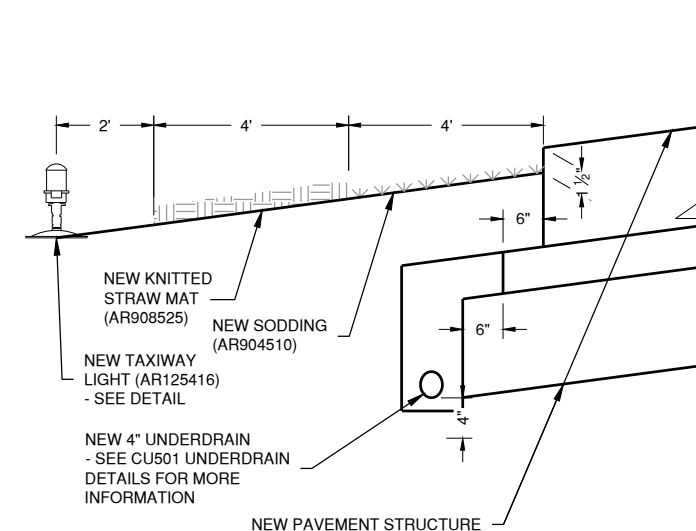 2'
4'
4'
1 1/2"
6"
NEW KNITTED
STRAW MAT
(AR908525)
NEW SODDING
(AR904510)
6"
NEW TAXIWAY
LIGHT (AR125416)
- SEE DETAIL
4"
NEW 4" UNDERDRAIN
- SEE CU501 UNDERDRAIN
DETAILS FOR MORE
INFORMATION
NEW PAVEMENT STRUCTURE